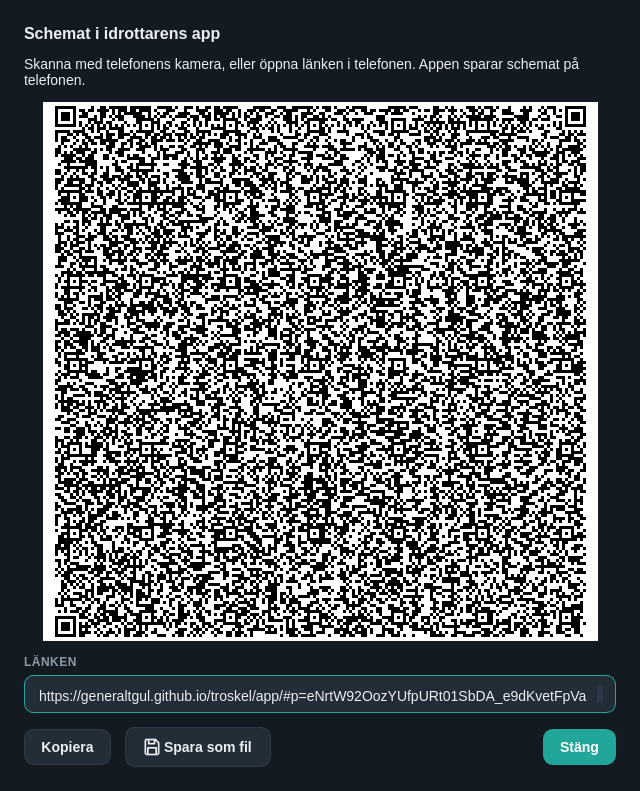 Schemat i idrottarens app
Skanna med telefonens kamera, eller öppna länken i telefonen. Appen sparar schemat på
telefonen.
LÄNKEN
https://generaltgul.github.io/troskel/app/#p=eNrtW92OozYUfpURt01SbDA_e9dKvetFpVa
Kopiera
Spara som fil
Stäng